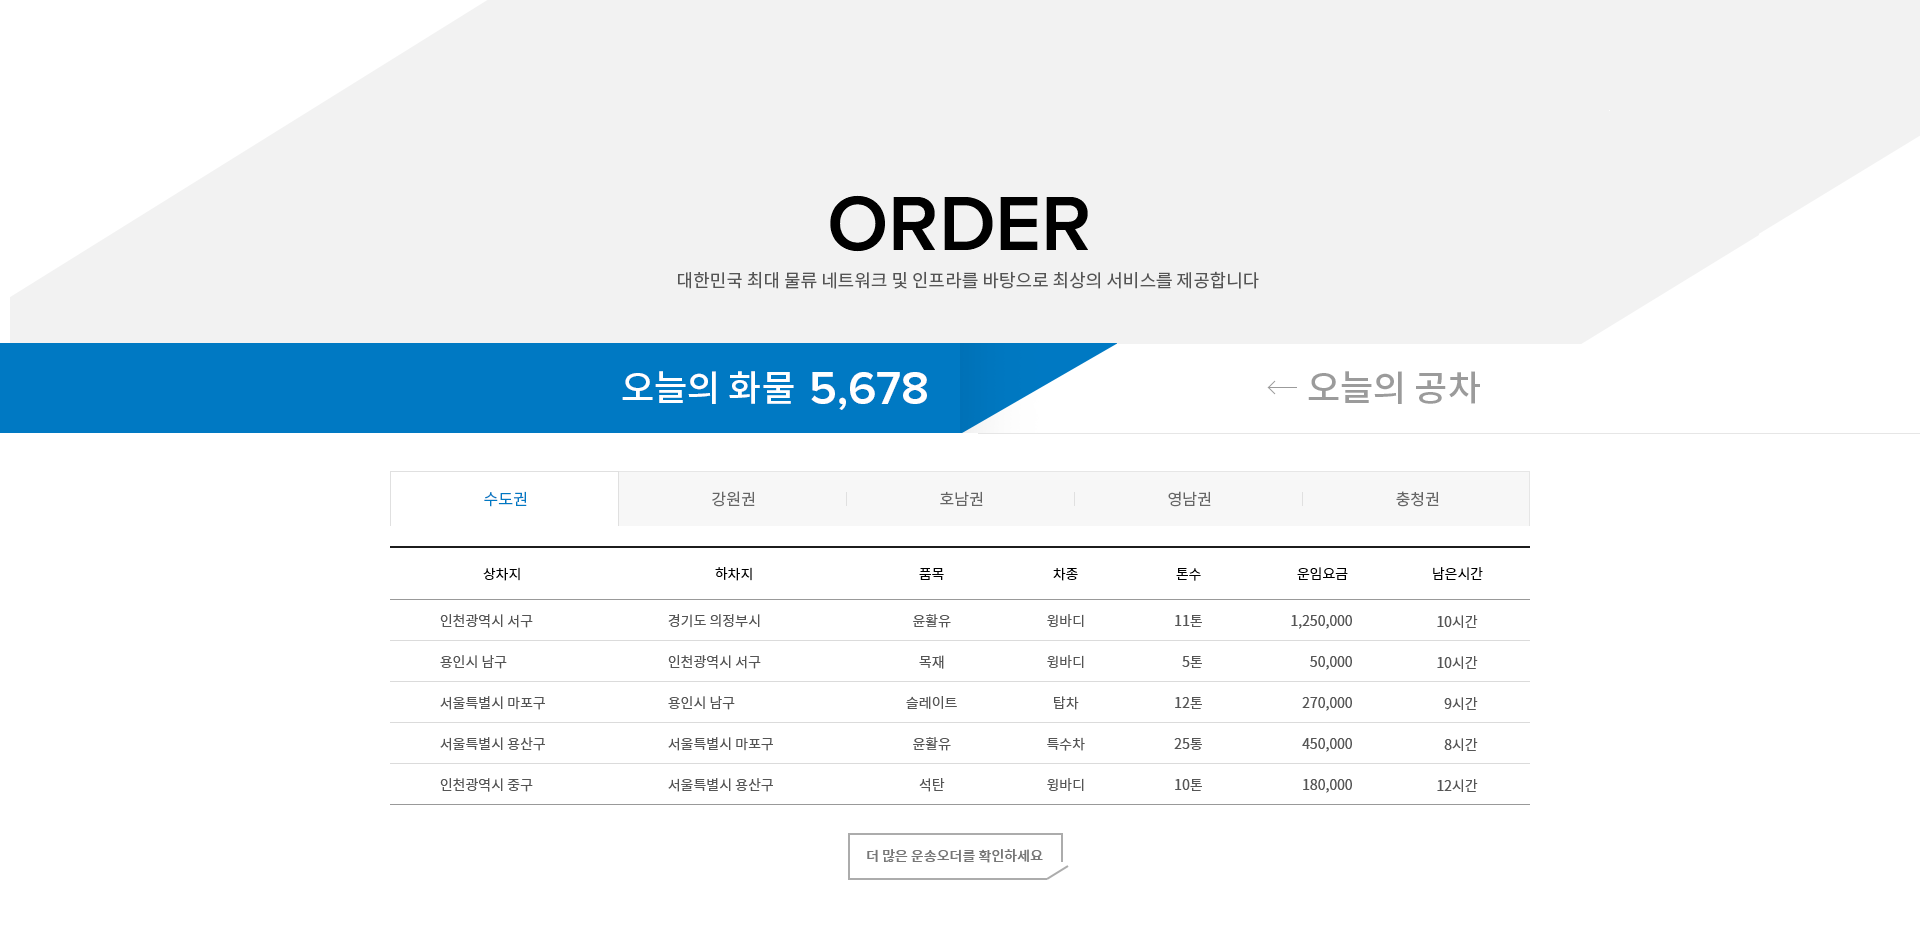 ORDER
대한민국 최대 물류 네트워크 및 인프라를 바탕으로 최상의 서비스를 제공합니다
오늘의 화물 5,678
오늘의 공차
수도권 강원권 호남권 영남권 충청권
상차지 하차지 품목 차종 톤수 운임요금 남은시간
인천광역시 서구 경기도 의정부시 윤활유 윙바디 11톤 1,250,000 10시간
용인시 남구 인천광역시 서구 목재 윙바디 5톤 50,000 10시간
서울특별시 마포구 용인시 남구 슬레이트 탑차 12톤 270,000 9시간
서울특별시 용산구 서울특별시 마포구 윤활유 특수차 25통 450,000 8시간
인천광역시 중구 서울특별시 용산구 석탄 윙바디 10톤 180,000 12시간
더 많은 운송오더를 확인하세요